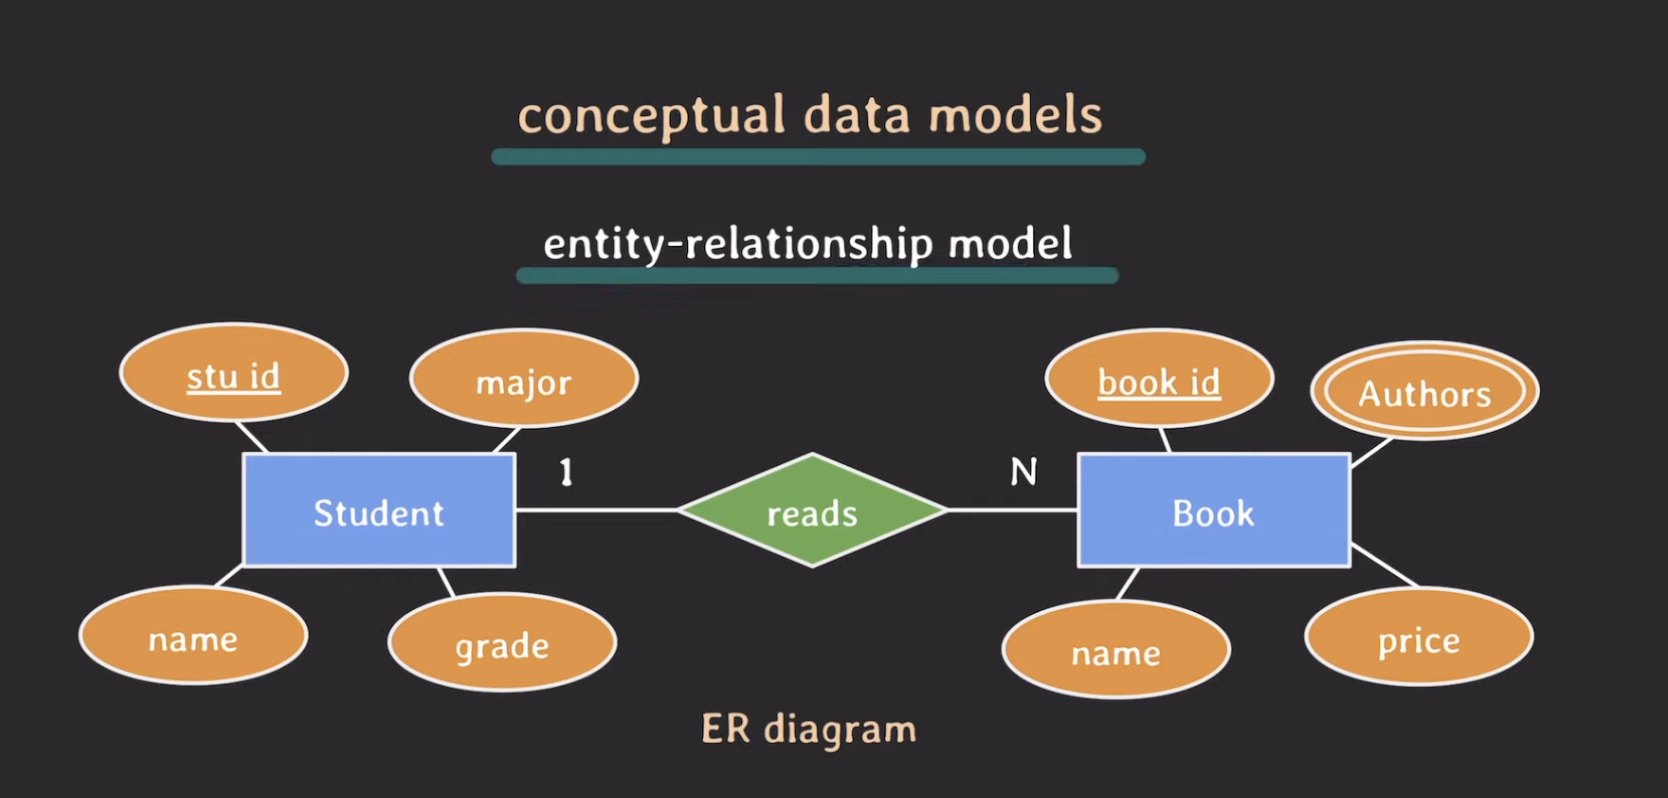 conceptual data models
entity-relationship model
stu id
major
book id
Authors
1
N
Student
reads
Book
name
grade
name
price
ER diagram